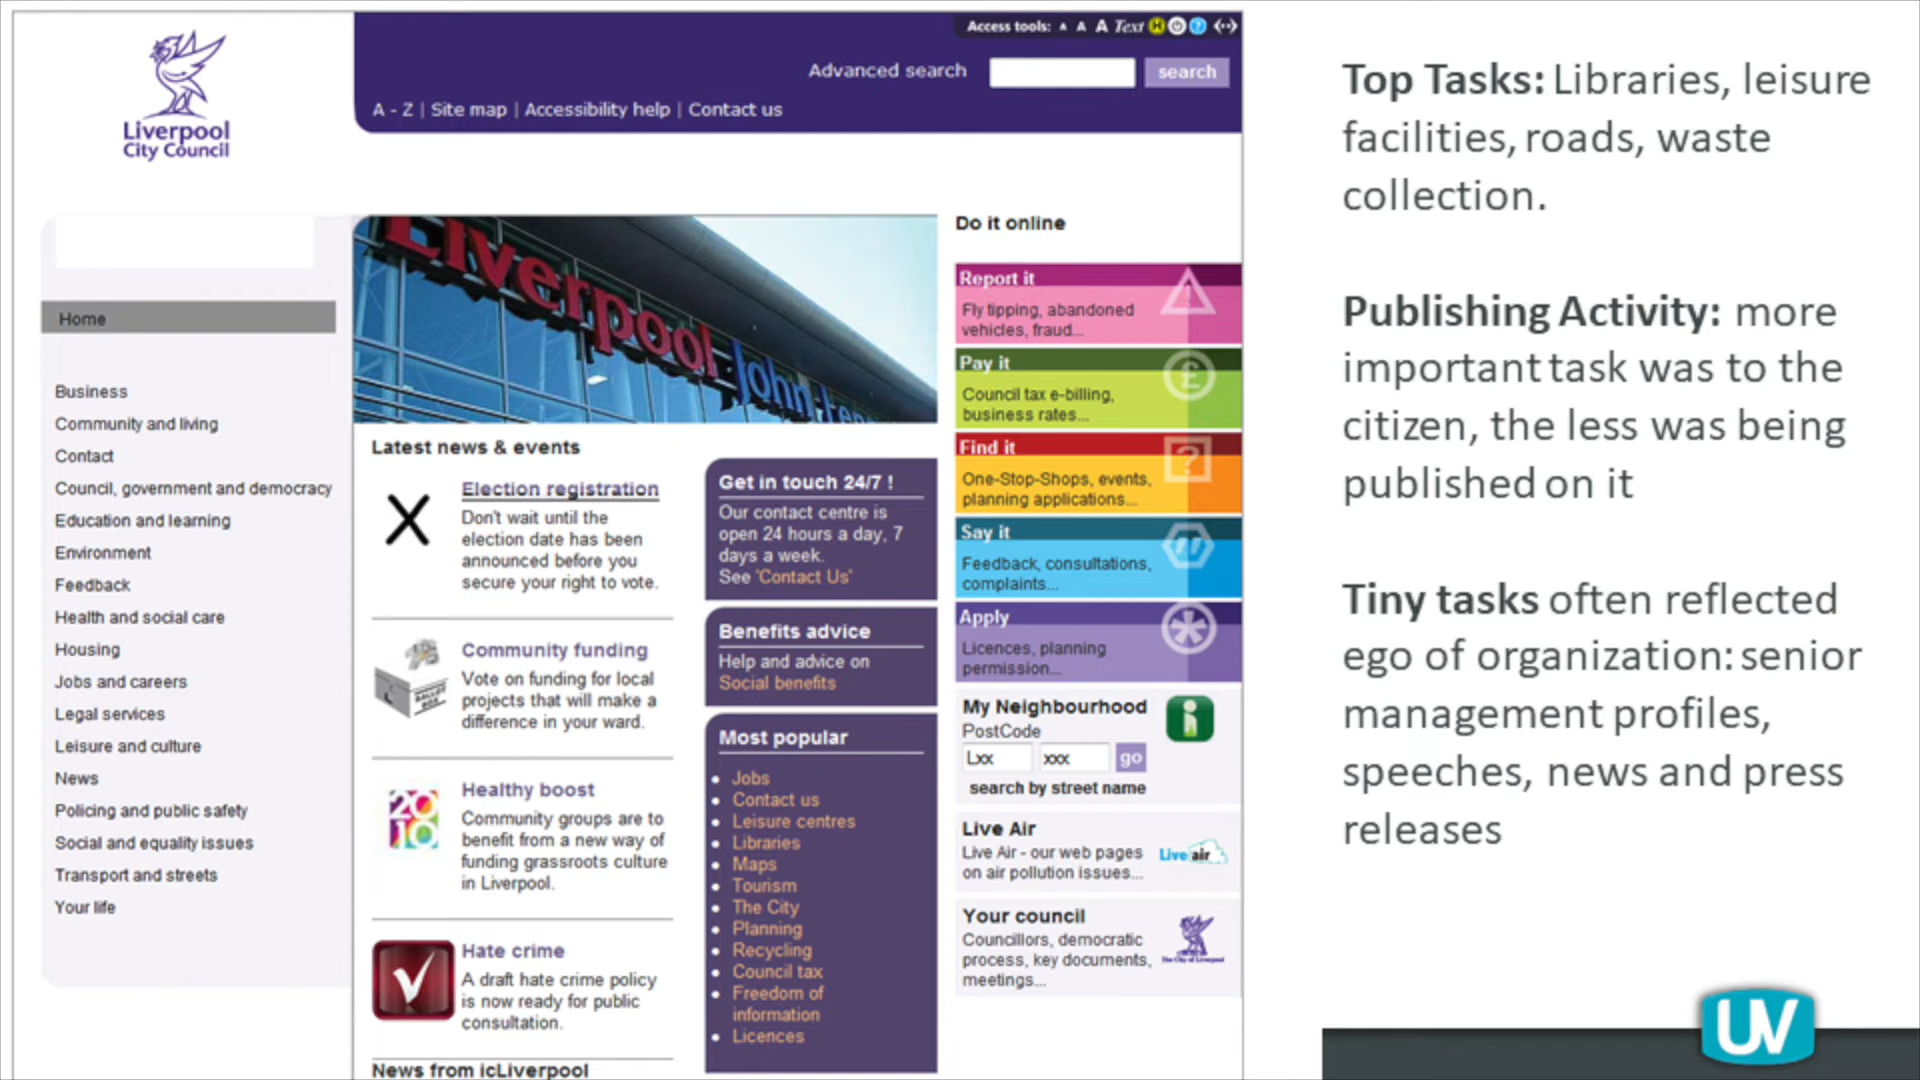 Liverpool
City Council
Access tools: A A A Text
Advanced search
search
A - Z | Site map | Accessibility help | Contact us
Home
Business
Community and living
Contact
Council, government and democracy
Education and learning
Environment
Feedback
Health and social care
Housing
Jobs and careers
Legal services
Leisure and culture
News
Policing and public safety
Social and equality issues
Transport and streets
Your life
Liverpool
John
Latest news & events
Election registration
Don't wait until the
election date has been
announced before you
secure your right to vote.
Community funding
Vote on funding for local
projects that will make a
difference in your ward.
BALLOT
BOX
Healthy boost
Community groups are to
benefit from a new way of
funding grassroots culture
in Liverpool.
20
10
Hate crime
A draft hate crime policy
is now ready for public
consultation.
News from icLiverpool
Get in touch 24/7 !
Our contact centre is
open 24 hours a day, 7
days a week.
See 'Contact Us'
Benefits advice
Help and advice on
Social benefits
Most popular
Jobs
Contact us
Leisure centres
Libraries
Maps
Tourism
The City
Planning
Recycling
Council tax
Freedom of
information
Licences
Do it online
Report it
Fly tipping, abandoned
vehicles, fraud...
Pay it
Council tax e-billing,
business rates...
Find it
One-Stop-Shops, events,
planning applications...
Say it
Feedback, consultations,
complaints...
Apply
Licences, planning
permission...
My Neighbourhood
PostCode
Lxx xxx go
search by street name
Live Air
Live Air - our web pages
on air pollution issues...
Live air
Your council
Councillors, democratic
process, key documents,
meetings...
The City of Liverpool
Top Tasks: Libraries, leisure
facilities, roads, waste
collection.
Publishing Activity: more
important task was to the
citizen, the less was being
published on it
Tiny tasks often reflected
ego of organization: senior
management profiles,
speeches, news and press
releases
UV